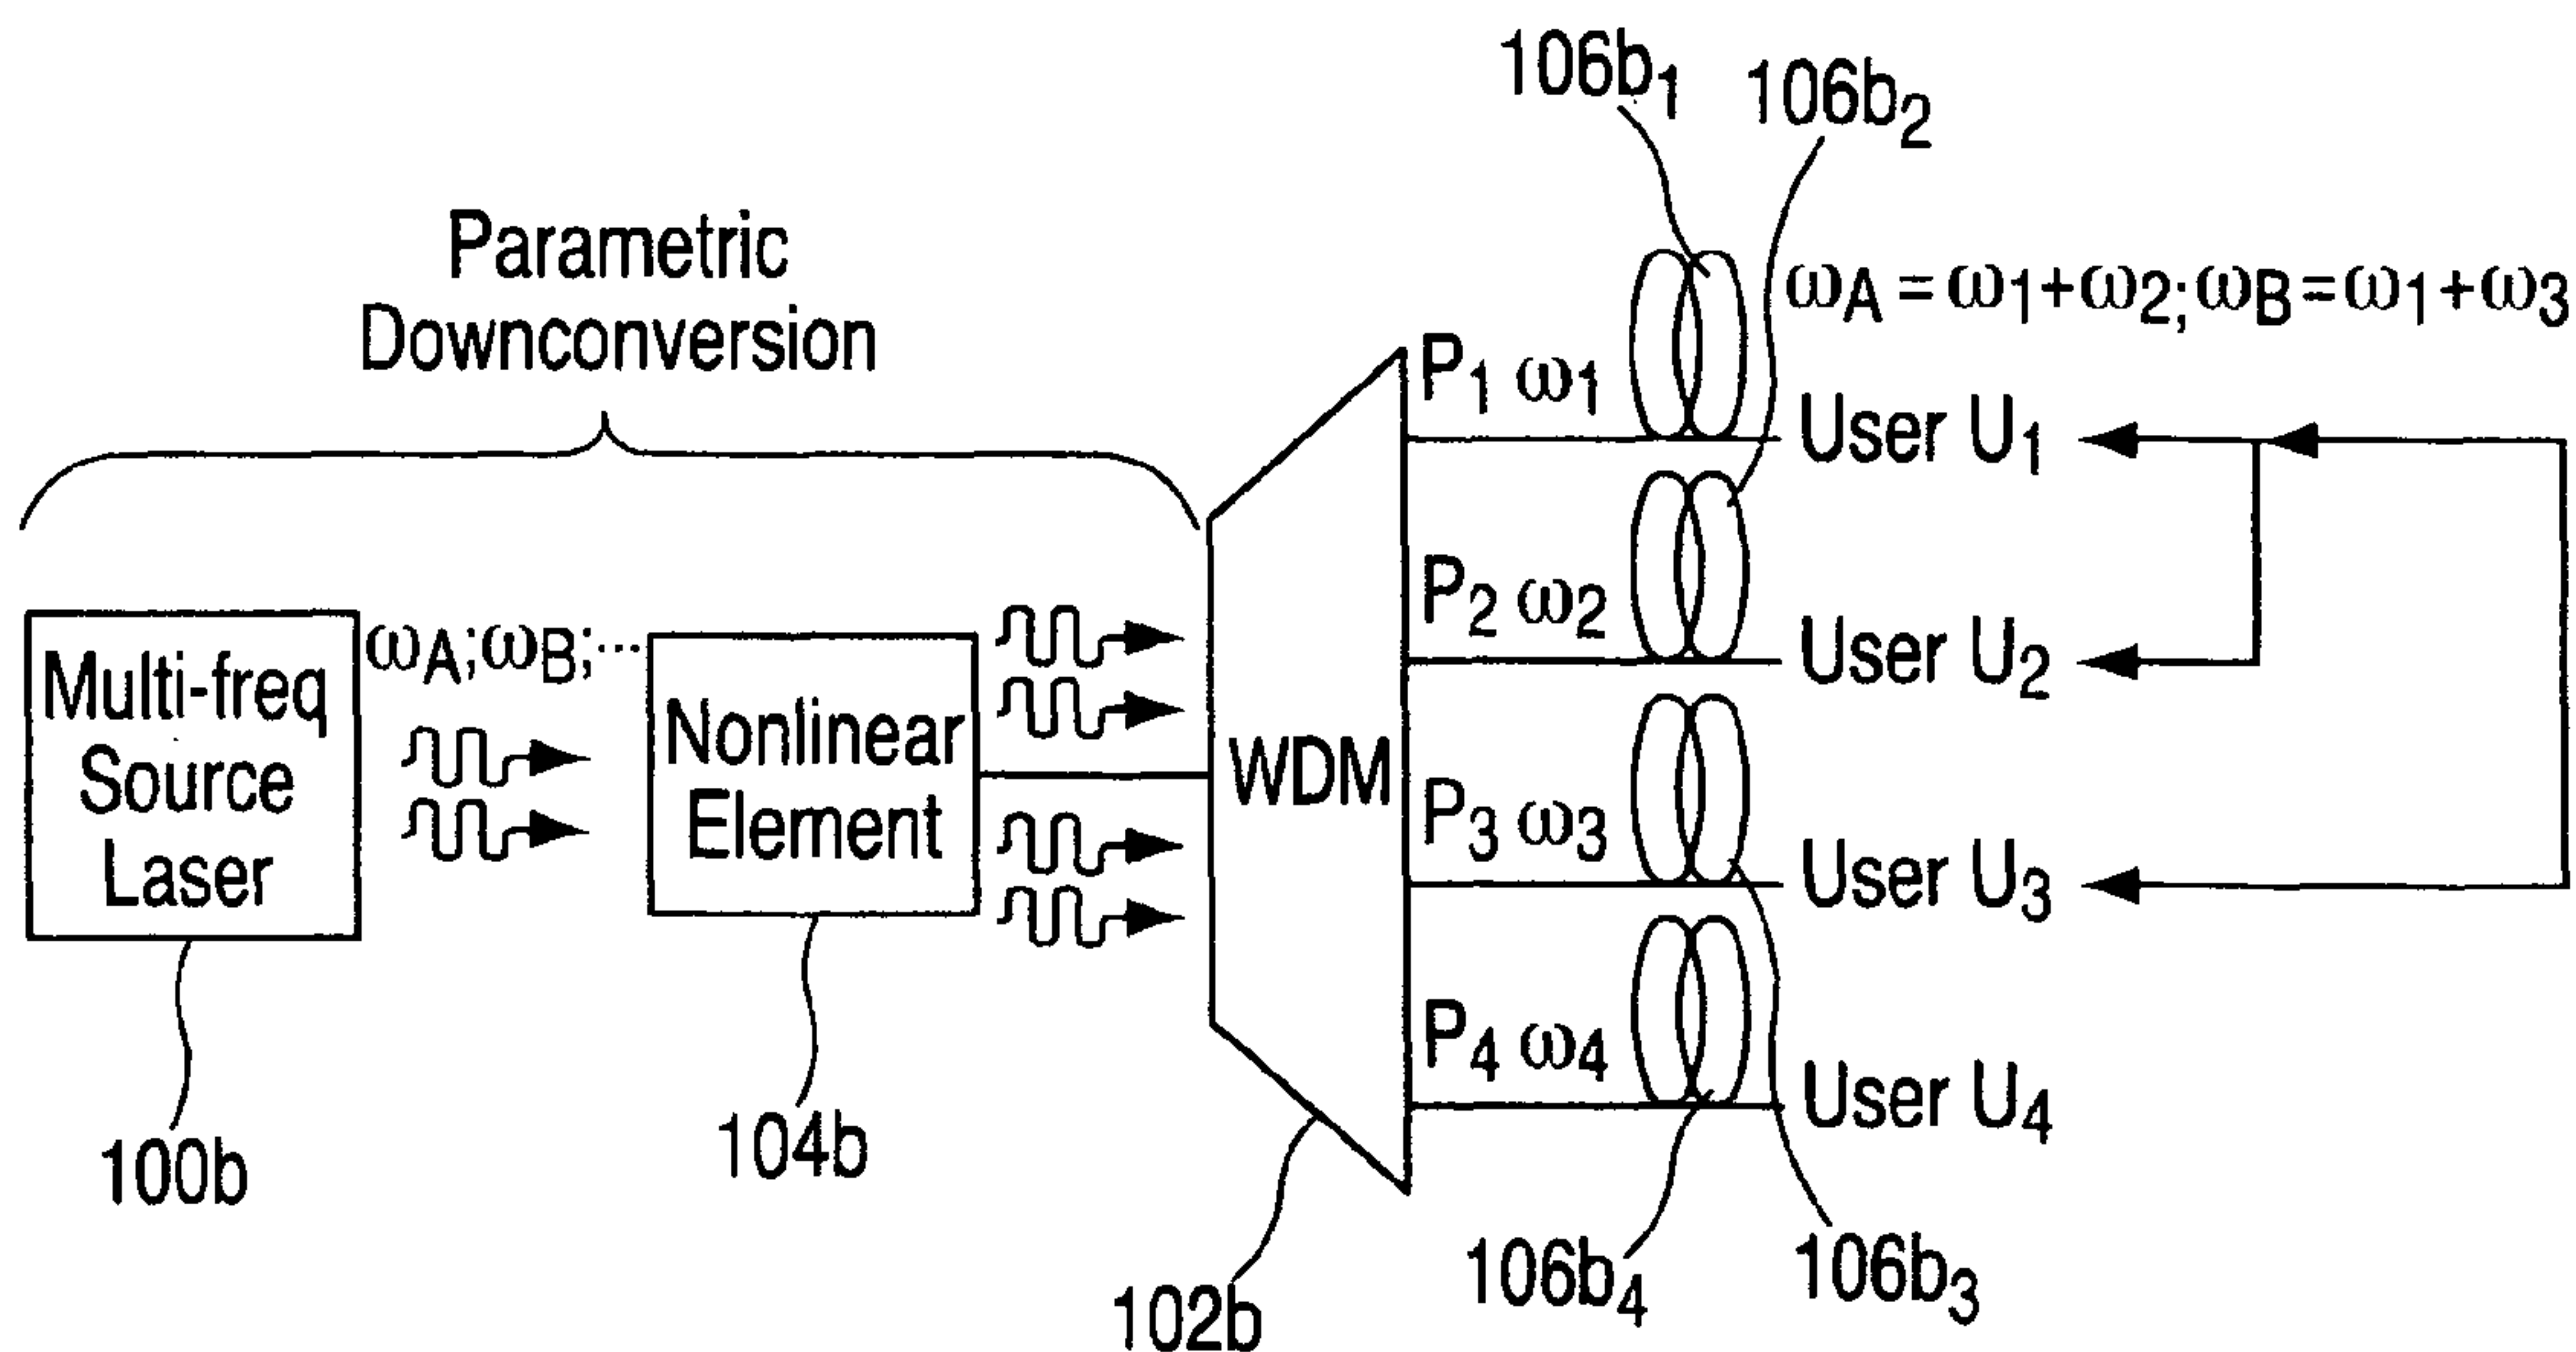 106b₁
106b₂
Parametric
Downconversion
ωA = ω1+ω2; ωB = ω1+ω3
P₁ ω1
User U₁
Multi-freq
Source
Laser
ωA;ωB;...
Nonlinear
Element
WDM
P₂ ω2
User U₂
P₃ ω3
User U₃
P₄ ω4
User U₄
100b
104b
102b
106b₄
106b₃